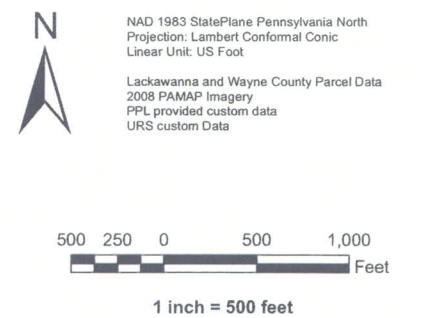 N
NAD 1983 StatePlane Pennsylvania North
Projection: Lambert Conformal Conic
Linear Unit: US Foot
Lackawanna and Wayne County Parcel Data
2008 PAMAP Imagery
PPL provided custom data
URS custom Data
500 250 0 500 1,000
Feet
1 inch = 500 feet